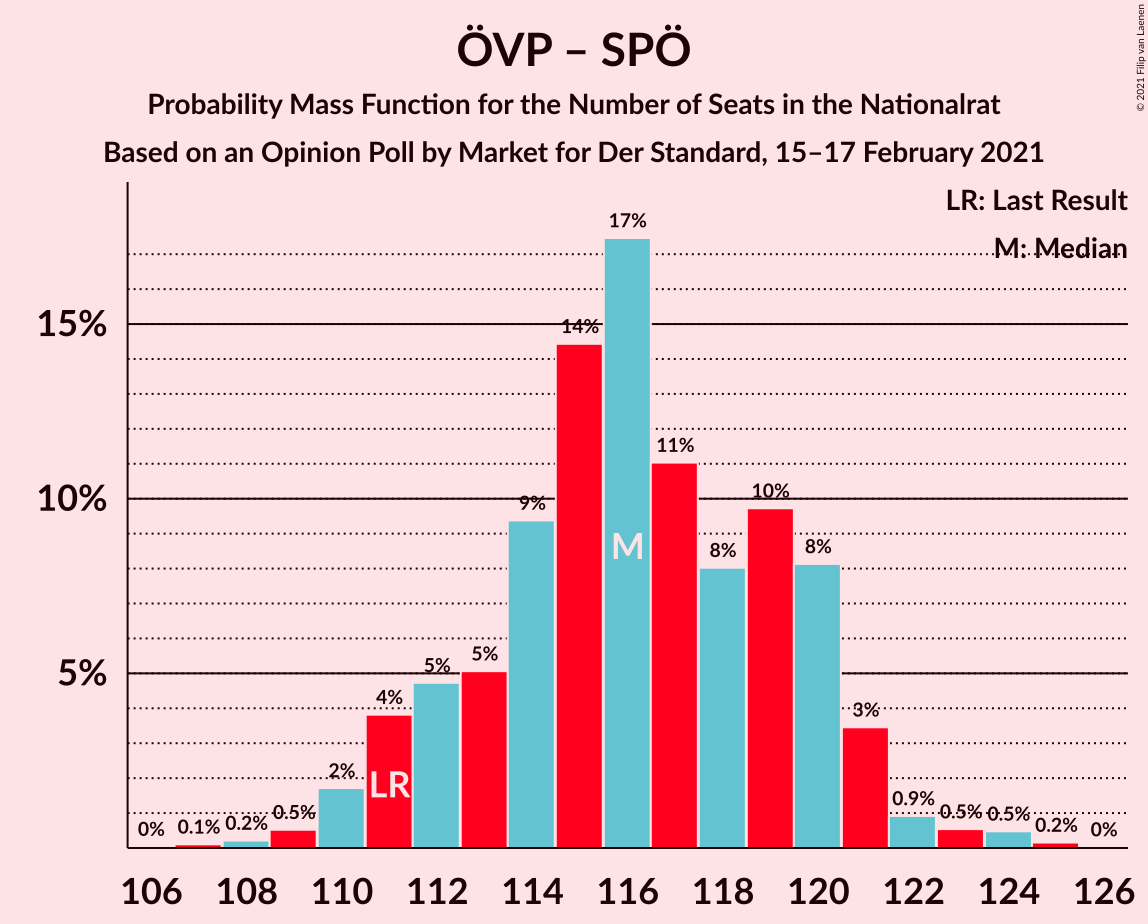 ÖVP – SPÖ
Probability Mass Function for the Number of Seats in the Nationalrat
Based on an Opinion Poll by Market for Der Standard, 15–17 February 2021
© 2021 Filip van Laenen
LR: Last Result
M: Median
15%
10%
5%
0%
0.1%
0.2%
0.5%
2%
4%
5%
5%
9%
14%
17%
11%
8%
10%
8%
3%
0.9%
0.5%
0.5%
0.2%
0%
LR
M
106 108 110 112 114 116 118 120 122 124 126